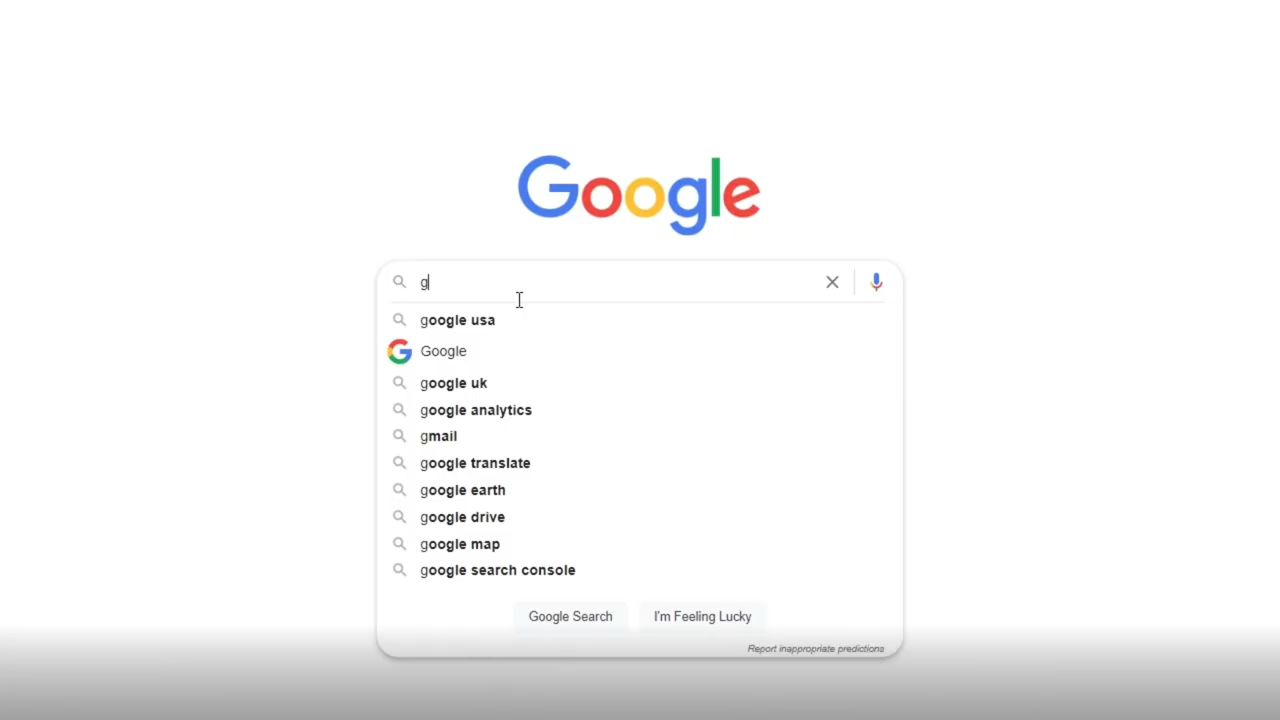 Google
g
google usa
Google
google uk
google analytics
gmail
google translate
google earth
google drive
google map
google search console
Google Search
I'm Feeling Lucky
Report inappropriate predictions